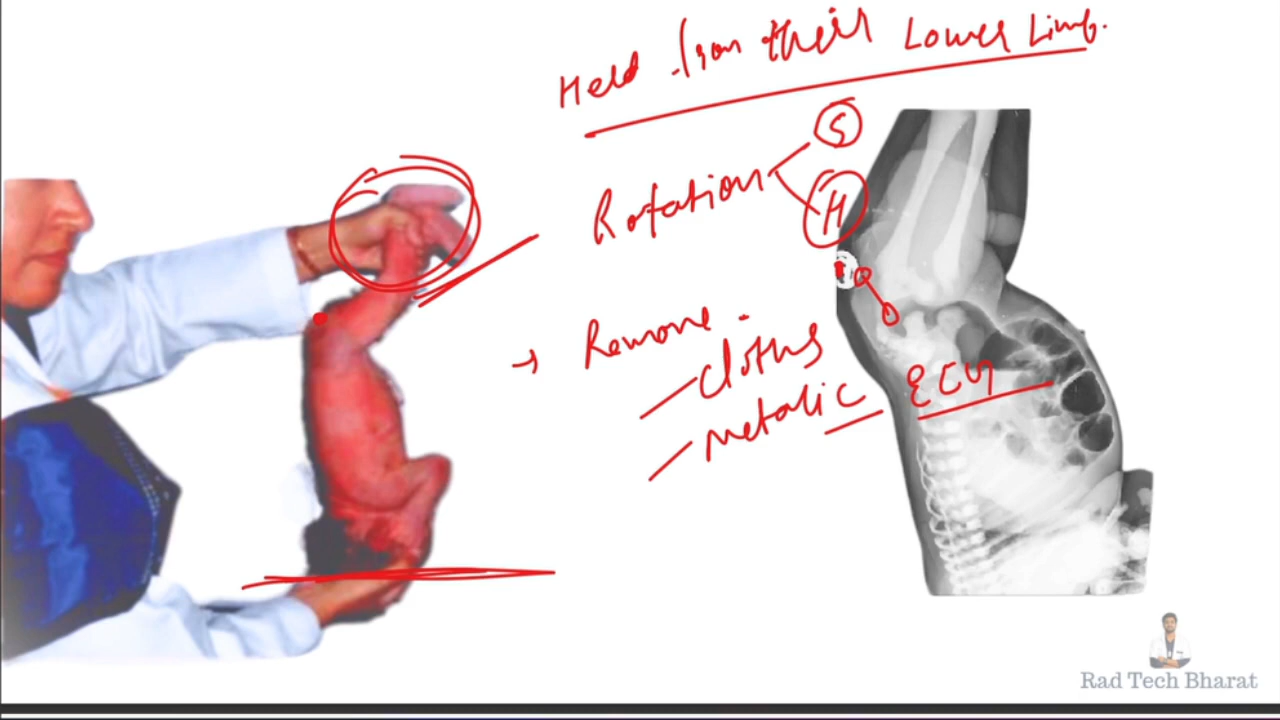 Held from their Lower Limb.
Rotation
S
H
→ Remove
- cloths
- metalic ECG
Rad Tech Bharat